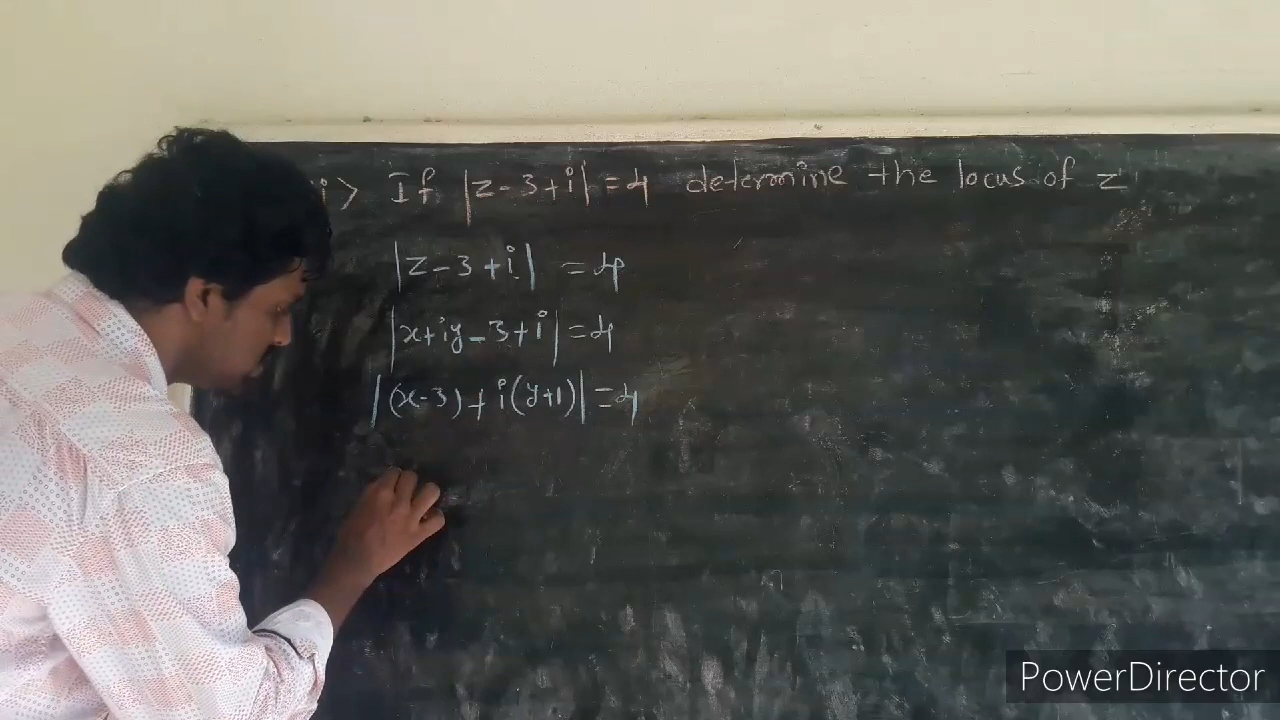 i> If |z-3+i|=4 determine the locus of z
|z-3+i| =4
|x+iy-3+i|=4
|(x-3)+i(y+1)|=4
PowerDirector